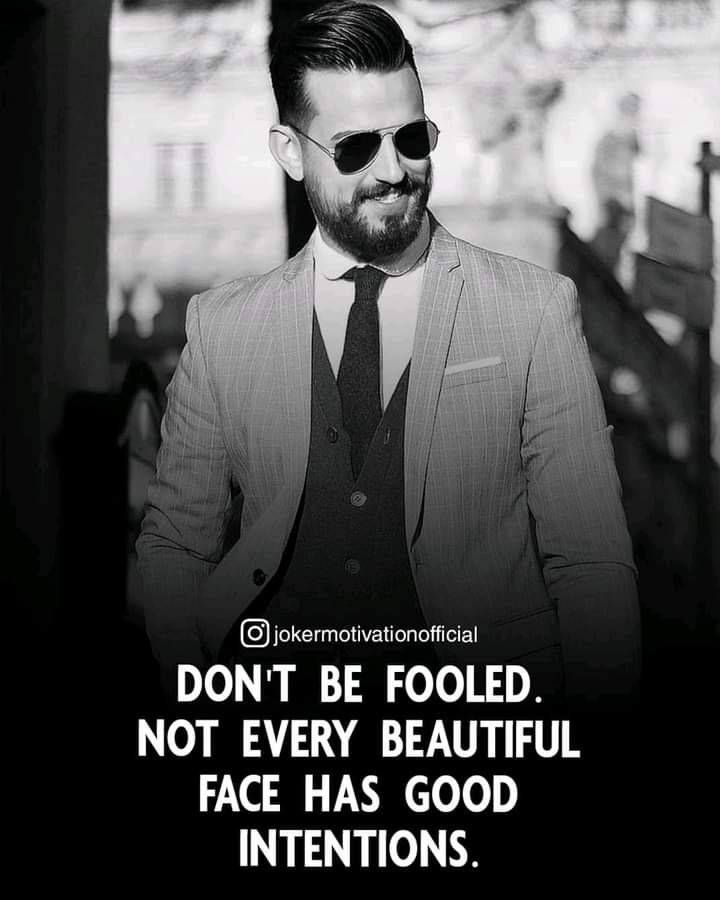 jokermotivationofficial
DON'T BE FOOLED.
NOT EVERY BEAUTIFUL
FACE HAS GOOD
INTENTIONS.